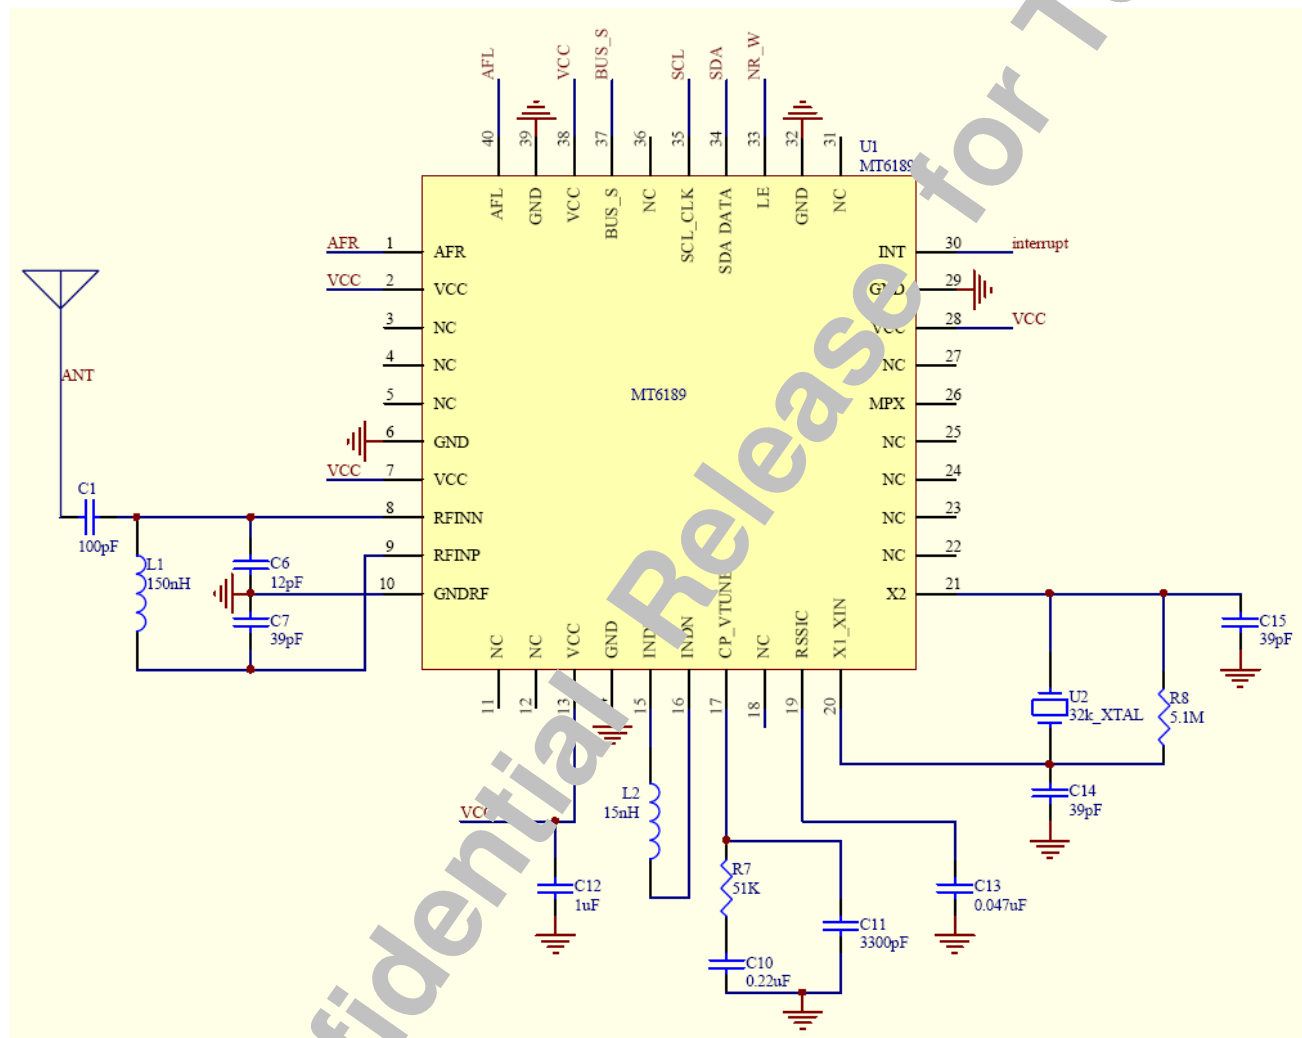 AFL
VCC
BUS_S
SCL
SDA
NR_W
40
39
38
37
36
35
34
33
32
31
U1
MT6189
AFL
GND
VCC
BUS_S
NC
SCL_CLK
SDA DATA
LE
GND
NC
AFR 1 AFR
VCC 2 VCC
3 NC
4 NC
5 NC
6 GND
VCC 7 VCC
8 RFINN
9 RFINP
10 GNDRF
ANT
C1
100pF
L1
150nH
C6
12pF
C7
39pF
MT6189
INT 30 interrupt
GND 29
VCC 28 VCC
NC 27
MPX 26
NC 25
NC 24
NC 23
NC 22
X2 21
NC
NC
VCC
GND
INDN
CP_VTUNE
NC
RSSIC
X1_XIN
11
12
13
15
16
17
18
19
20
C15
39pF
U2
32k_XTAL
R8
5.1M
C14
39pF
L2
15nH
VCC
C12
1uF
R7
51K
C10
0.22uF
C11
3300pF
C13
0.047uF
fidential Release for